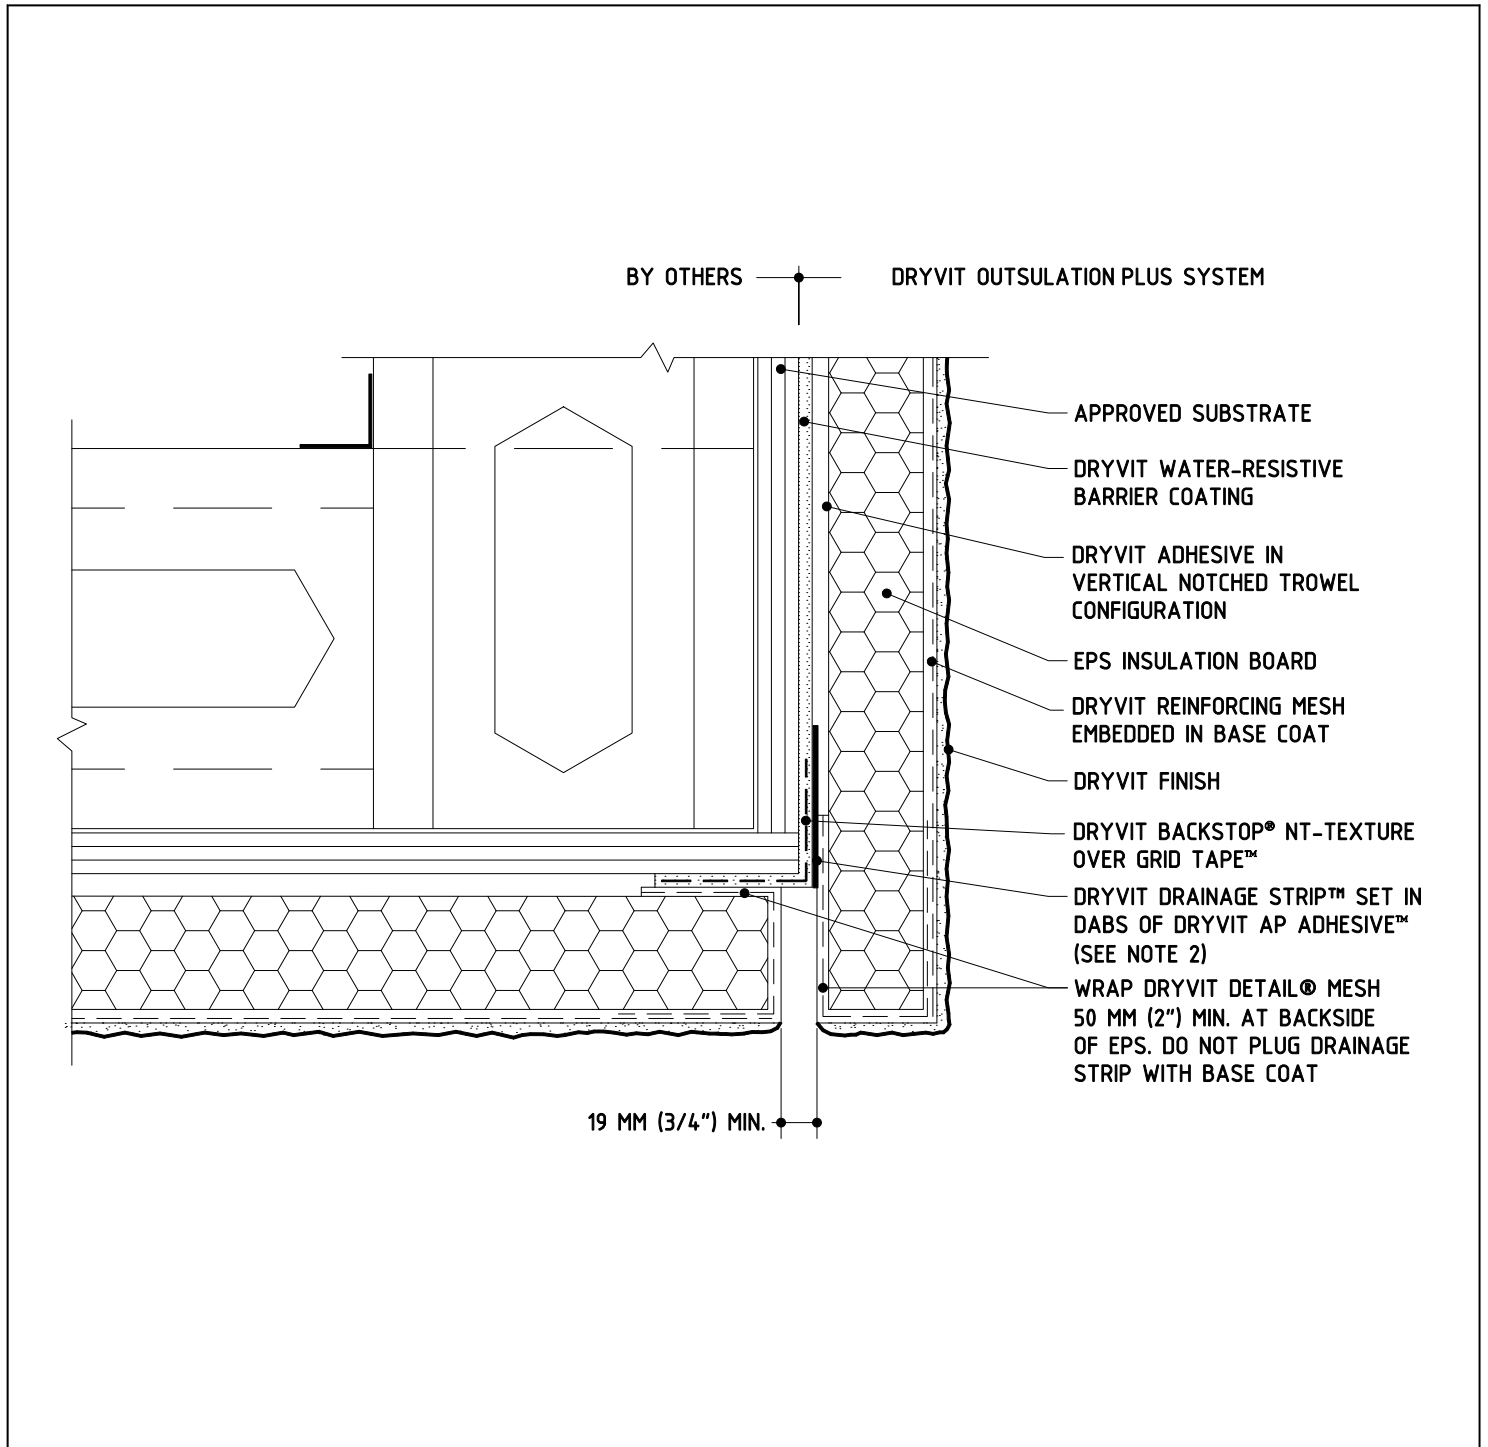 BY OTHERS
DRYVIT OUTSULATION PLUS SYSTEM
APPROVED SUBSTRATE
DRYVIT WATER-RESISTIVE
BARRIER COATING
DRYVIT ADHESIVE IN
VERTICAL NOTCHED TROWEL
CONFIGURATION
EPS INSULATION BOARD
DRYVIT REINFORCING MESH
EMBEDDED IN BASE COAT
DRYVIT FINISH
DRYVIT BACKSTOP® NT-TEXTURE
OVER GRID TAPE™
DRYVIT DRAINAGE STRIP™ SET IN
DABS OF DRYVIT AP ADHESIVE™
(SEE NOTE 2)
WRAP DRYVIT DETAIL® MESH
50 MM (2") MIN. AT BACKSIDE
OF EPS. DO NOT PLUG DRAINAGE
STRIP WITH BASE COAT
19 MM (3/4") MIN.